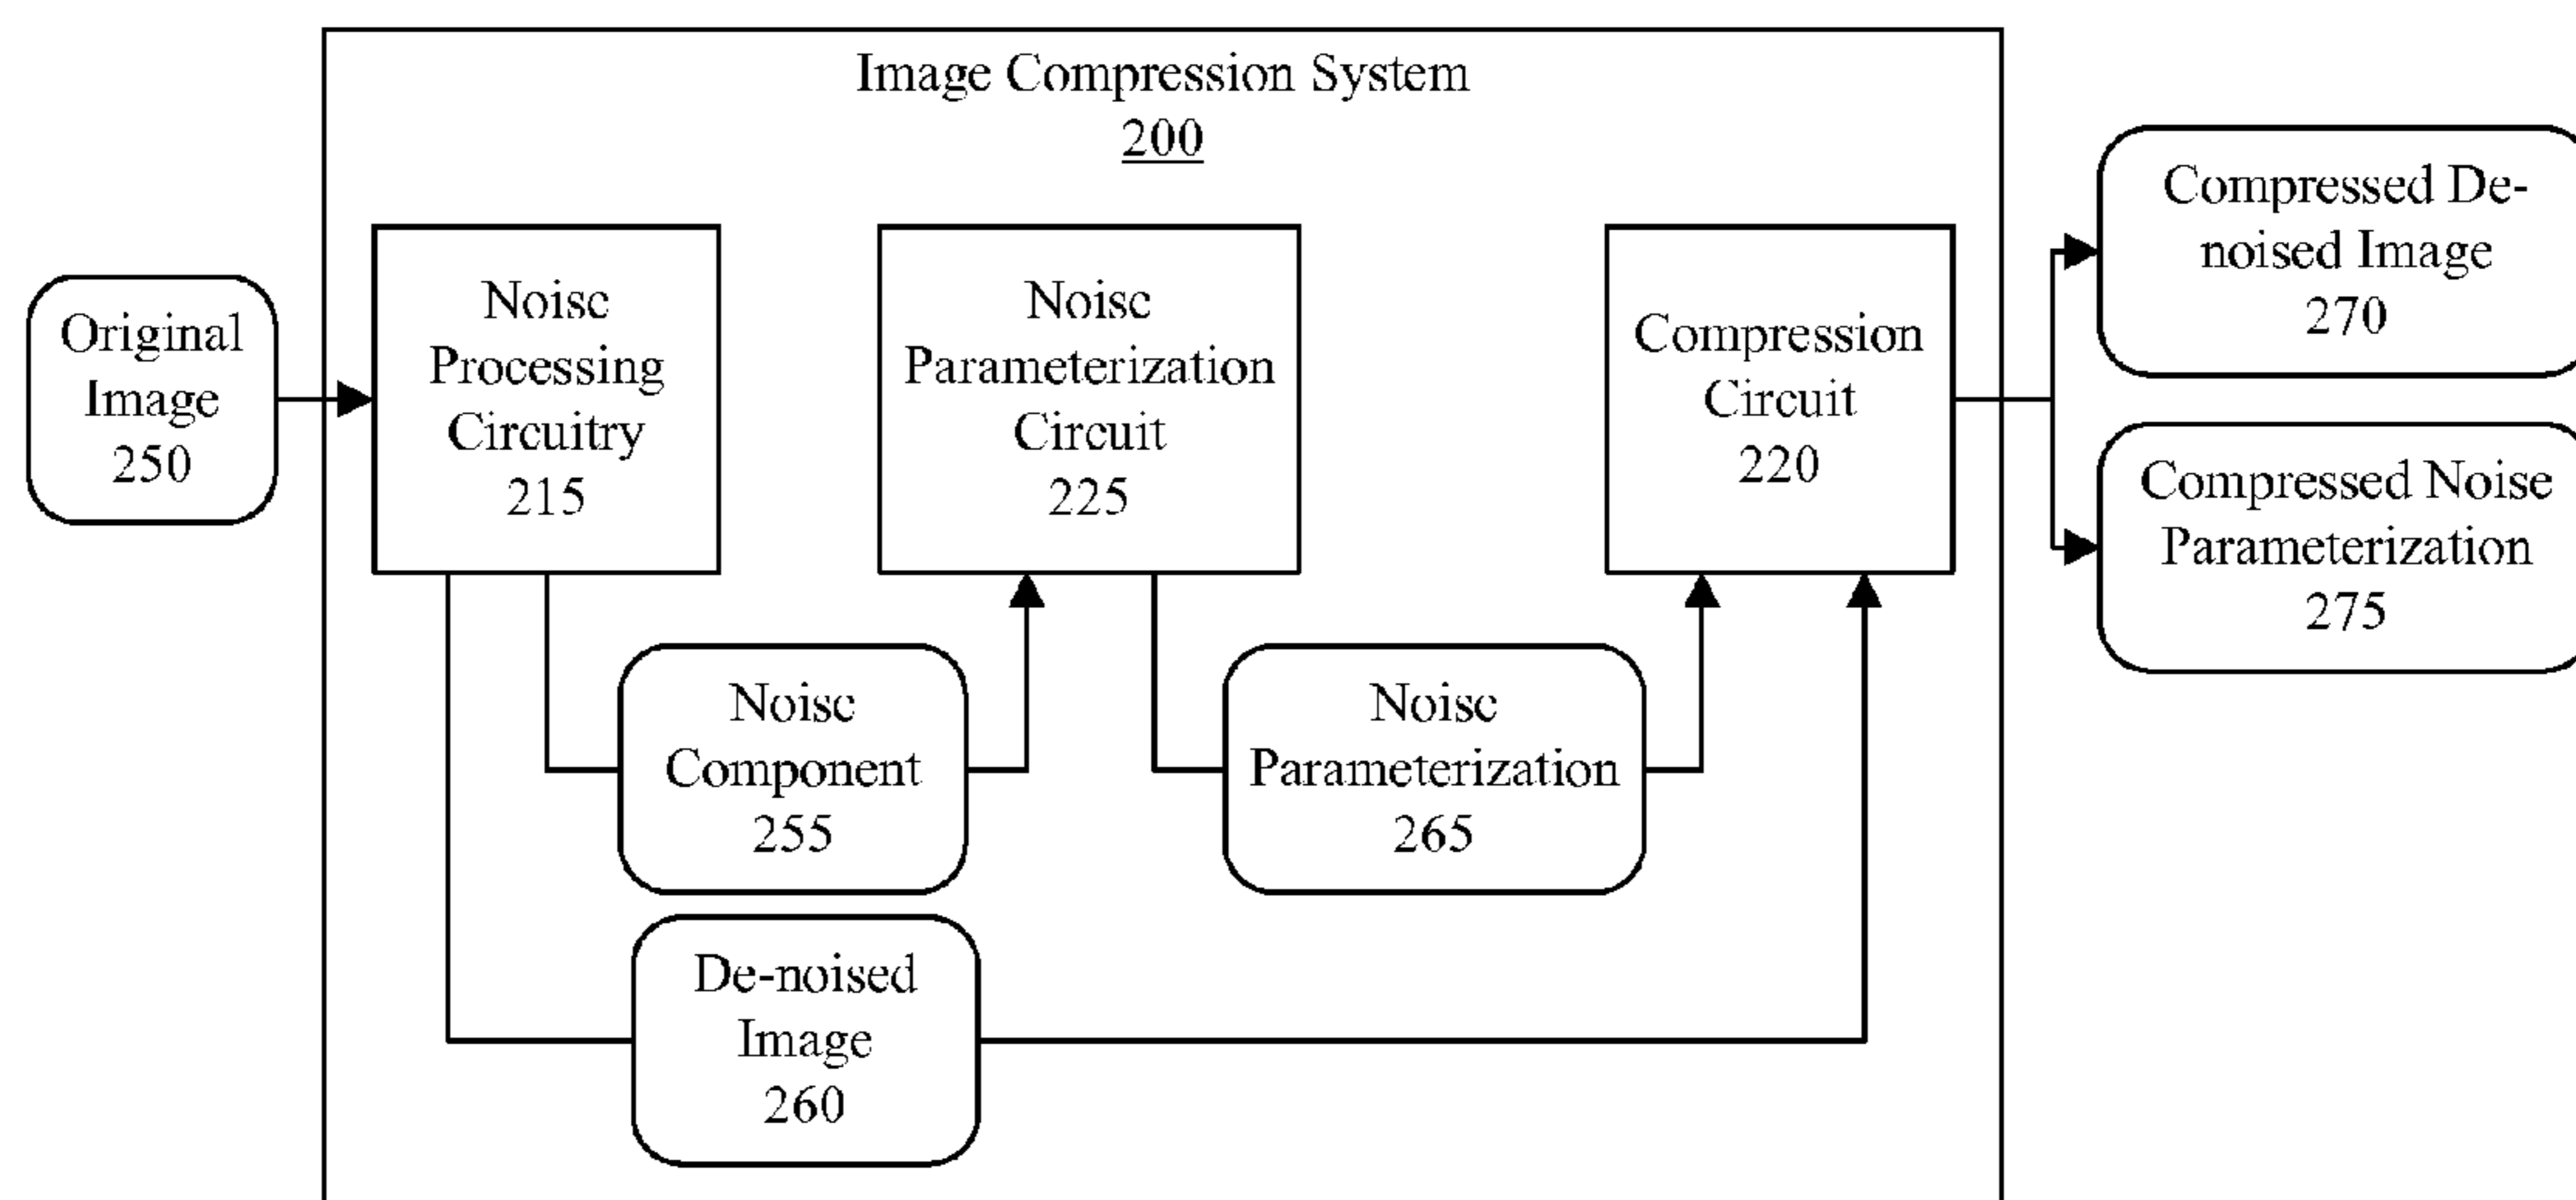 Image Compression System
200
Original
Image
250
Noise
Processing
Circuitry
215
Noise
Parameterization
Circuit
225
Compression
Circuit
220
Compressed De-
noised Image
270
Compressed Noise
Parameterization
275
Noise
Component
255
Noise
Parameterization
265
De-noised
Image
260